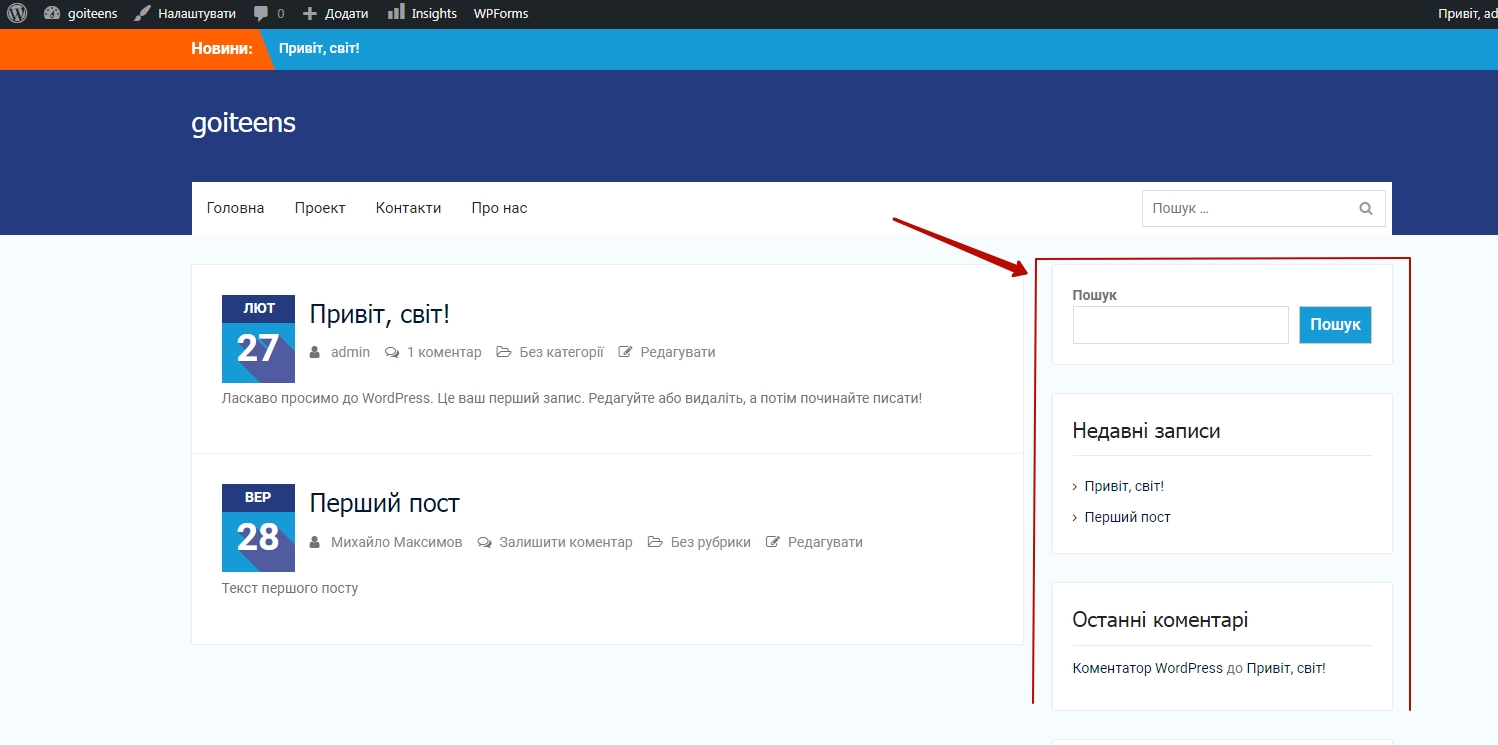 goiteens Налаштувати 0 Додати Insights WPForms Привіт, ad
Новини: Привіт, світ!
goiteens
Головна Проект Контакти Про нас Пошук ...
ЛЮТ
27
Привіт, світ!
admin 1 коментар Без категорії Редагувати
Ласкаво просимо до WordPress. Це ваш перший запис. Редагуйте або видаліть, а потім починайте писати!
ВЕР
28
Перший пост
Михайло Максимов Залишити коментар Без рубрики Редагувати
Текст першого посту
Пошук
Пошук
Недавні записи
Привіт, світ!
Перший пост
Останні коментарі
Коментатор WordPress до Привіт, світ!